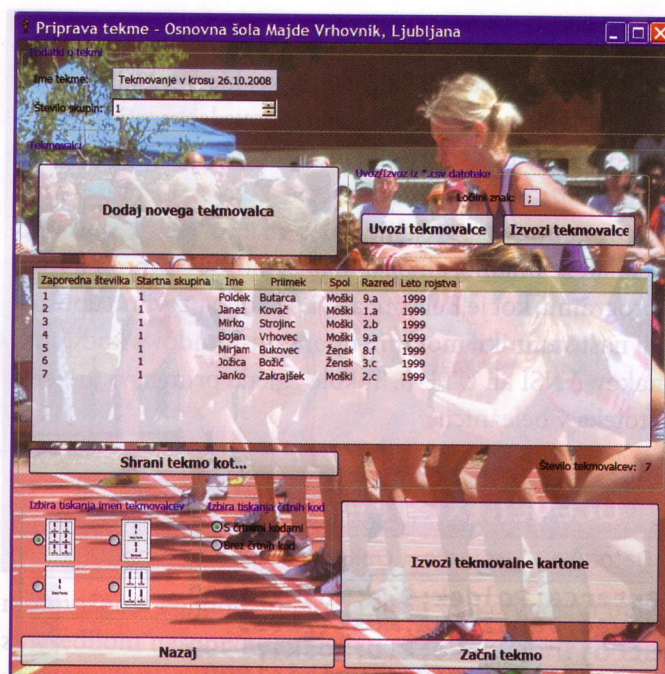 Priprava tekme - Osnovna šola Majde Vrhovnik, Ljubljana
Podatki o tekmi
Ime tekme: Tekmovanje v krosu 26.10.2008
Število skupin: 1
Tekmovalci
Uvoz/Izvoz iz *.csv datoteke
Dodaj novega tekmovalca
Ločilni znak: ;
Uvozi tekmovalce Izvozi tekmovalce
Zaporedna številka Startna skupina Ime Priimek Spol Razred Leto rojstva
1 1 Poldek Butarca Moški 9.a 1999
2 1 Janez Kovač Moški 1.a 1999
3 1 Mirko Strojinc Moški 2.b 1999
4 1 Bojan Vrhovec Moški 9.a 1999
5 1 Mirjam Bukovec Žensk 8.f 1999
6 1 Jožica Božič Žensk 3.c 1999
7 1 Janko Zakrajšek Moški 2.c 1999
Shrani tekmo kot...
Število tekmovalcev: 7
Izbira tiskanja imen tekmovalcev Izbira tiskanja črtnih kod
S črtnimi kodami
Brez črtnih kod
Izvozi tekmovalne kartone
Nazaj Začni tekmo